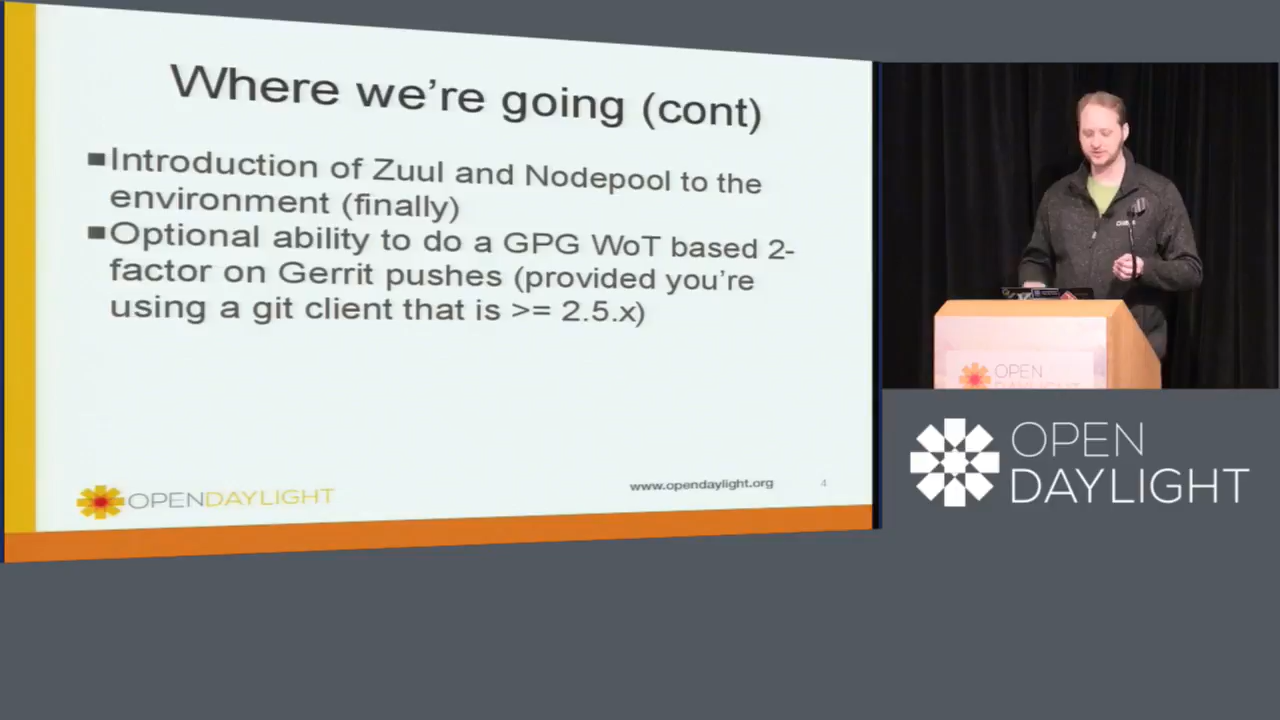 Where we're going (cont)
■Introduction of Zuul and Nodepool to the
environment (finally)
■Optional ability to do a GPG WoT based 2-
factor on Gerrit pushes (provided you're
using a git client that is >= 2.5.x)
OPENDAYLIGHT
www.opendaylight.org
4
OPEN
DAYLIGHT
OPEN
DAYLIGHT